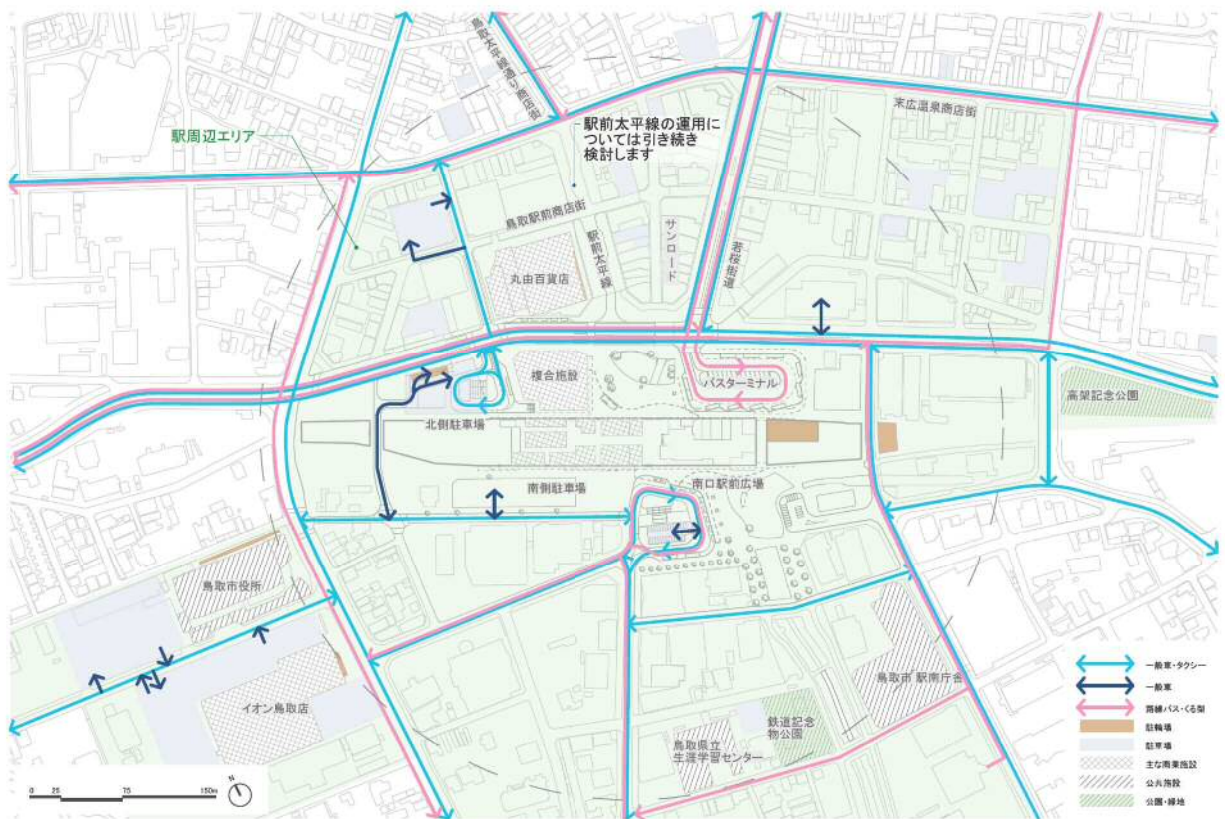 鳥取太平線通り商店街
末広温泉商店街
駅前太平線の運用に
ついては引き続き
検討します
駅周辺エリア
鳥取駅前商店街
サンロード
駅前太平線
若桜街道
丸由百貨店
複合施設
バスターミナル
高架記念公園
北側駐車場
南側駐車場
南口駅前広場
鳥取市役所
イオン鳥取店
鳥取市 駅南庁舎
鉄道記念
物公園
鳥取県立
生涯学習センター
一般車・タクシー
一般車
路線バス・くる梨
駐輪場
駐車場
主な商業施設
公共施設
公園・緑地
0 25 75 150m
N